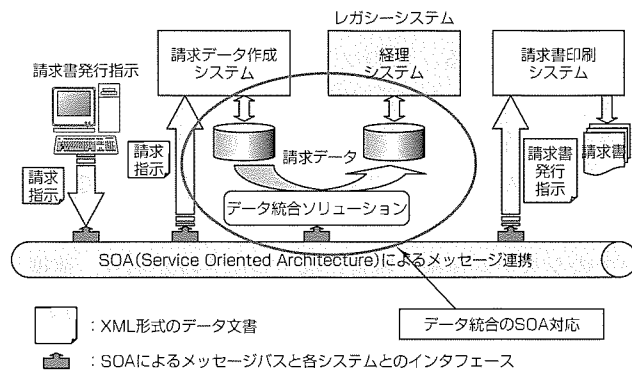 レガシーシステム
請求書発行指示
請求データ作成
システム
経理
システム
請求書印刷
システム
請求
指示
請求
指示
請求データ
請求書
発行
指示
請求書
データ統合ソリューション
SOA(Service Oriented Architecture)によるメッセージ連携
データ統合のSOA対応
：XML形式のデータ文書
：SOAによるメッセージバスと各システムとのインタフェース